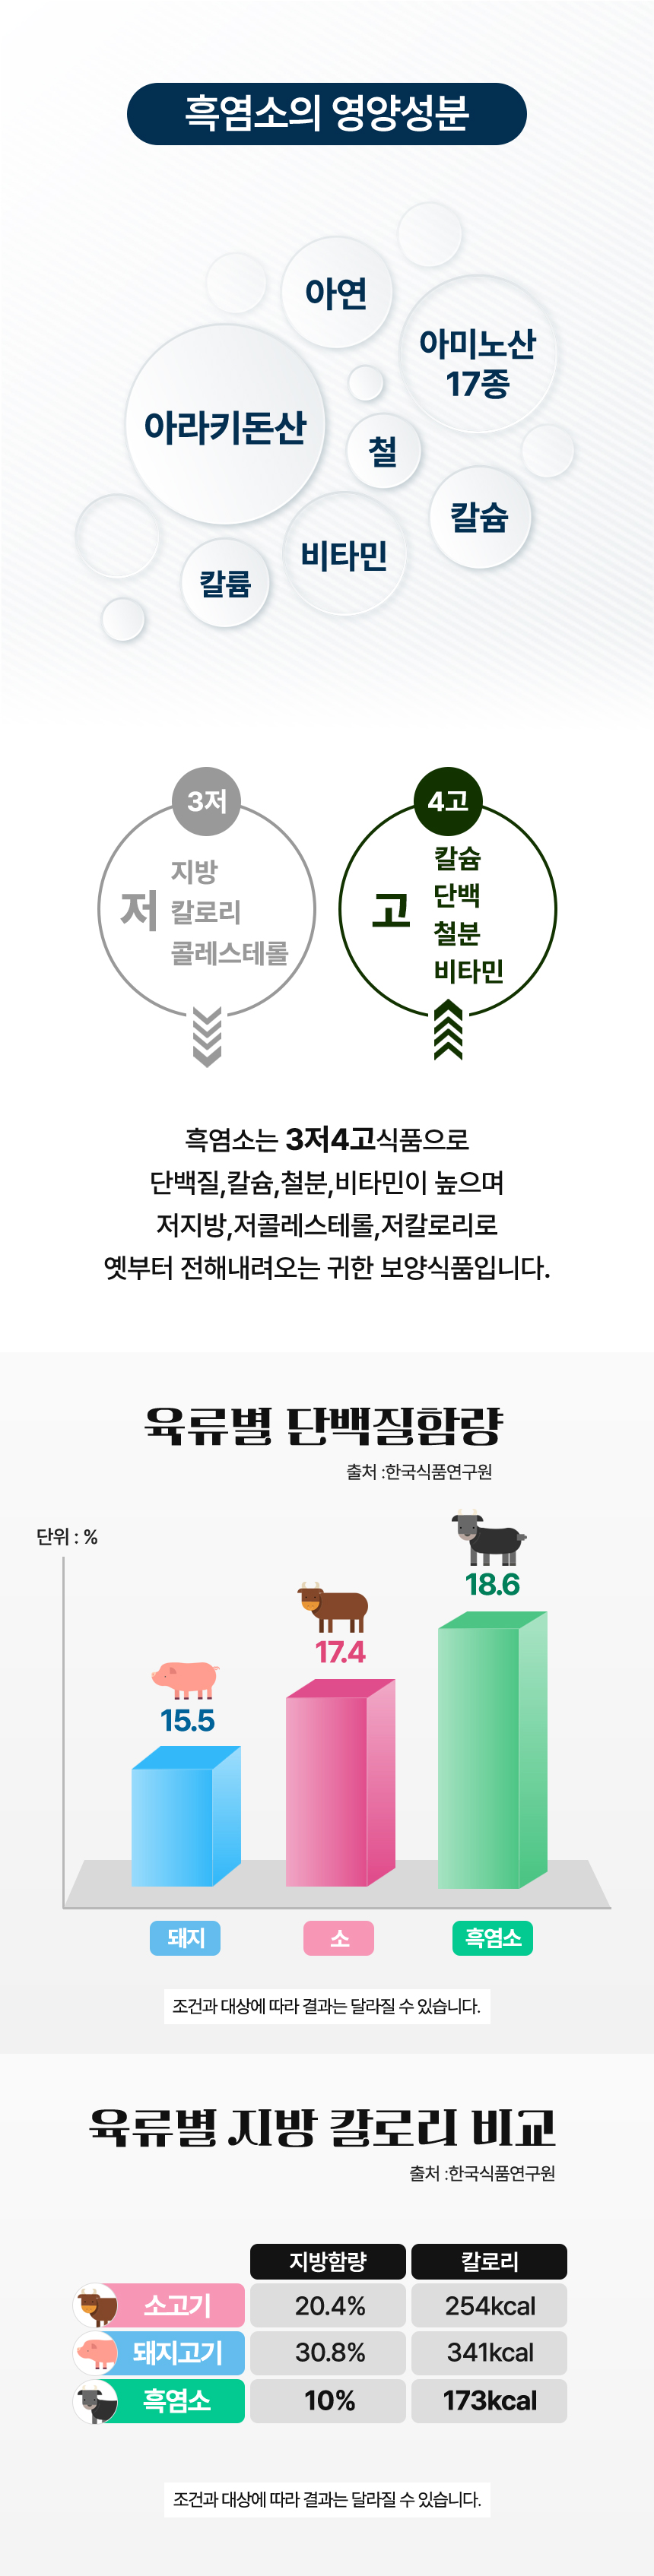 흑염소의 영양성분
아연
아미노산
17종
아라키돈산
철
칼슘
비타민
칼륨
3저
저
지방
칼로리
콜레스테롤
4고
고
칼슘
단백
철분
비타민
흑염소는 3저4고식품으로
단백질,칼슘,철분,비타민이 높으며
저지방,저콜레스테롤,저칼로리로
옛부터 전해내려오는 귀한 보양식품입니다.
육류별 단백질함량
출처 :한국식품연구원
단위 : %
15.5
17.4
18.6
돼지
소
흑염소
조건과 대상에 따라 결과는 달라질 수 있습니다.
육류별 지방 칼로리 비교
출처 :한국식품연구원
지방함량 칼로리
소고기 20.4% 254kcal
돼지고기 30.8% 341kcal
흑염소 10% 173kcal
조건과 대상에 따라 결과는 달라질 수 있습니다.